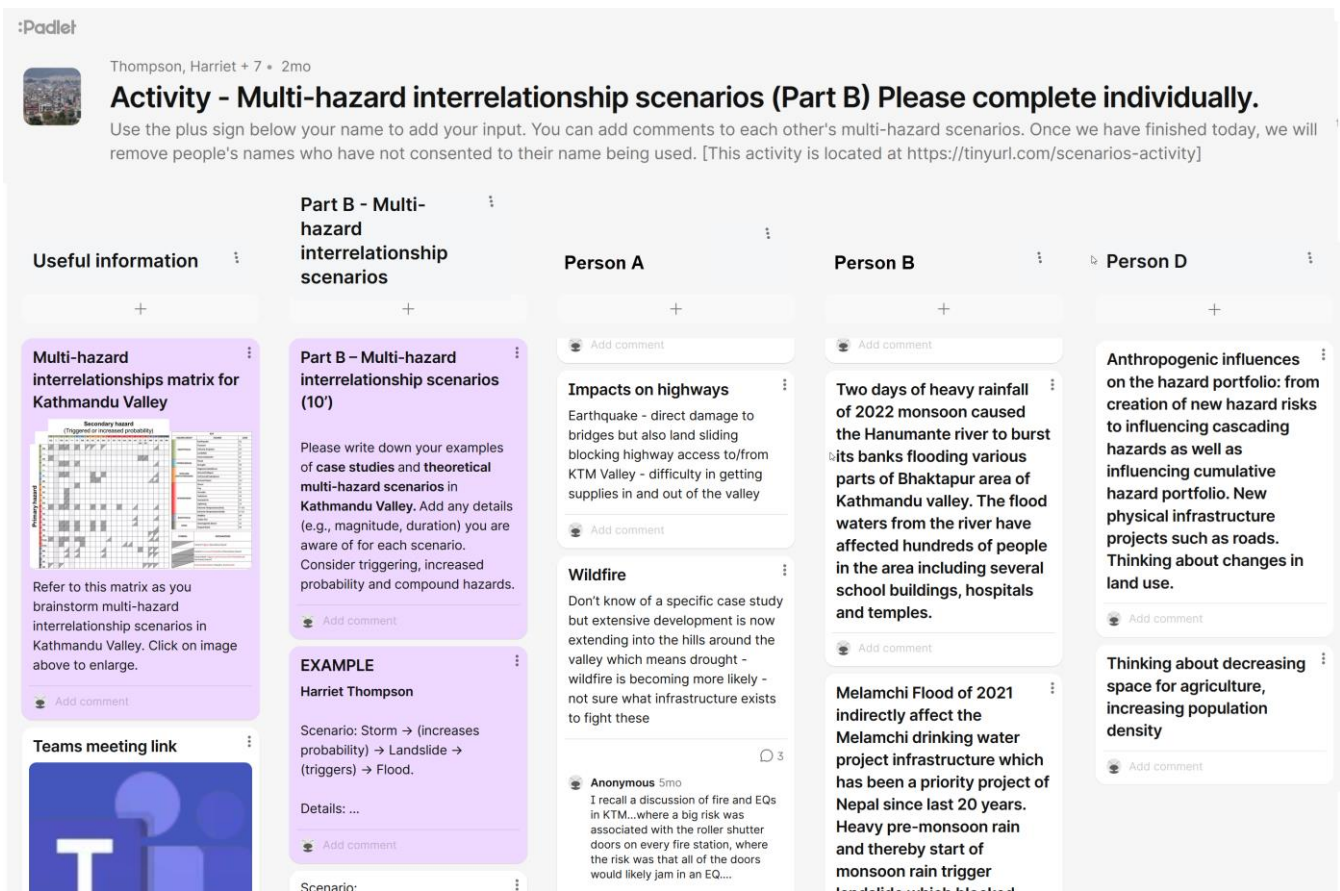 :Padlet
Thompson, Harriet + 7 • 2mo
Activity - Multi-hazard interrelationship scenarios (Part B) Please complete individually.
Use the plus sign below your name to add your input. You can add comments to each other's multi-hazard scenarios. Once we have finished today, we will
remove people's names who have not consented to their name being used. [This activity is located at https://tinyurl.com/scenarios-activity]
Useful information
Multi-hazard
interrelationships matrix for
Kathmandu Valley
Secondary hazard
(Triggered or increased probability)
Primary hazard
Refer to this matrix as you
brainstorm multi-hazard
interrelationship scenarios in
Kathmandu Valley. Click on image
above to enlarge.
Add comment
Teams meeting link
T
Part B - Multi-
hazard
interrelationship
scenarios
Part B – Multi-hazard
interrelationship scenarios
(10')
Please write down your examples
of case studies and theoretical
multi-hazard scenarios in
Kathmandu Valley. Add any details
(e.g., magnitude, duration) you are
aware of for each scenario.
Consider triggering, increased
probability and compound hazards.
Add comment
EXAMPLE
Harriet Thompson
Scenario: Storm → (increases
probability) → Landslide →
(triggers) → Flood.
Details: ...
Add comment
Scenario:
Person A
Add comment
Impacts on highways
Earthquake - direct damage to
bridges but also land sliding
blocking highway access to/from
KTM Valley - difficulty in getting
supplies in and out of the valley
Add comment
Wildfire
Don't know of a specific case study
but extensive development is now
extending into the hills around the
valley which means drought -
wildfire is becoming more likely -
not sure what infrastructure exists
to fight these
3
Anonymous 5mo
I recall a discussion of fire and EQs
in KTM...where a big risk was
associated with the roller shutter
doors on every fire station, where
the risk was that all of the doors
would likely jam in an EQ....
Person B
Add comment
Two days of heavy rainfall
of 2022 monsoon caused
the Hanumante river to burst
its banks flooding various
parts of Bhaktapur area of
Kathmandu valley. The flood
waters from the river have
affected hundreds of people
in the area including several
school buildings, hospitals
and temples.
Add comment
Melamchi Flood of 2021
indirectly affect the
Melamchi drinking water
project infrastructure which
has been a priority project of
Nepal since last 20 years.
Heavy pre-monsoon rain
and thereby start of
monsoon rain trigger
landslide which blocked
Person D
Anthropogenic influences
on the hazard portfolio: from
creation of new hazard risks
to influencing cascading
hazards as well as
influencing cumulative
hazard portfolio. New
physical infrastructure
projects such as roads.
Thinking about changes in
land use.
Add comment
Thinking about decreasing
space for agriculture,
increasing population
density
Add comment